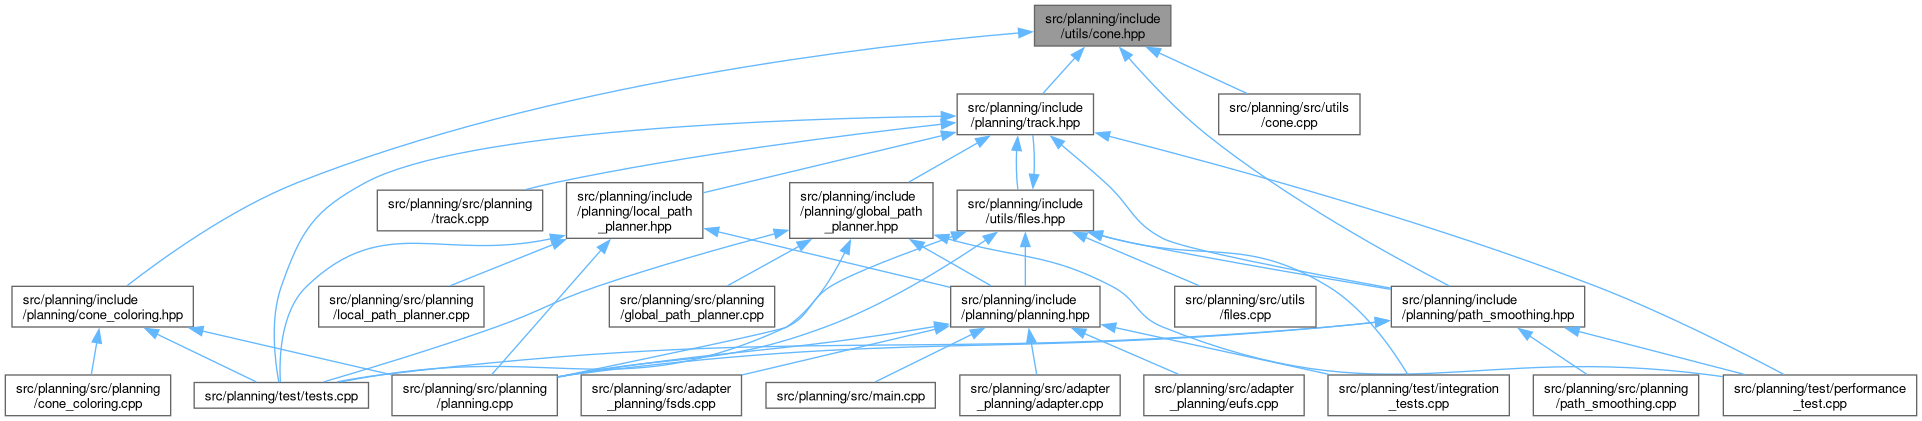 src/planning/include
/utils/cone.hpp
src/planning/include
/planning/track.hpp
src/planning/src/utils
/cone.cpp
src/planning/src/planning
/track.cpp
src/planning/include
/planning/local_path
_planner.hpp
src/planning/include
/planning/global_path
_planner.hpp
src/planning/include
/utils/files.hpp
src/planning/include
/planning/cone_coloring.hpp
src/planning/src/planning
/local_path_planner.cpp
src/planning/src/planning
/global_path_planner.cpp
src/planning/include
/planning/planning.hpp
src/planning/src/utils
/files.cpp
src/planning/include
/planning/path_smoothing.hpp
src/planning/src/planning
/cone_coloring.cpp
src/planning/test/tests.cpp
src/planning/src/planning
/planning.cpp
src/planning/src/adapter
_planning/fsds.cpp
src/planning/src/main.cpp
src/planning/src/adapter
_planning/adapter.cpp
src/planning/src/adapter
_planning/eufs.cpp
src/planning/test/integration
_tests.cpp
src/planning/src/planning
/path_smoothing.cpp
src/planning/test/performance
_test.cpp